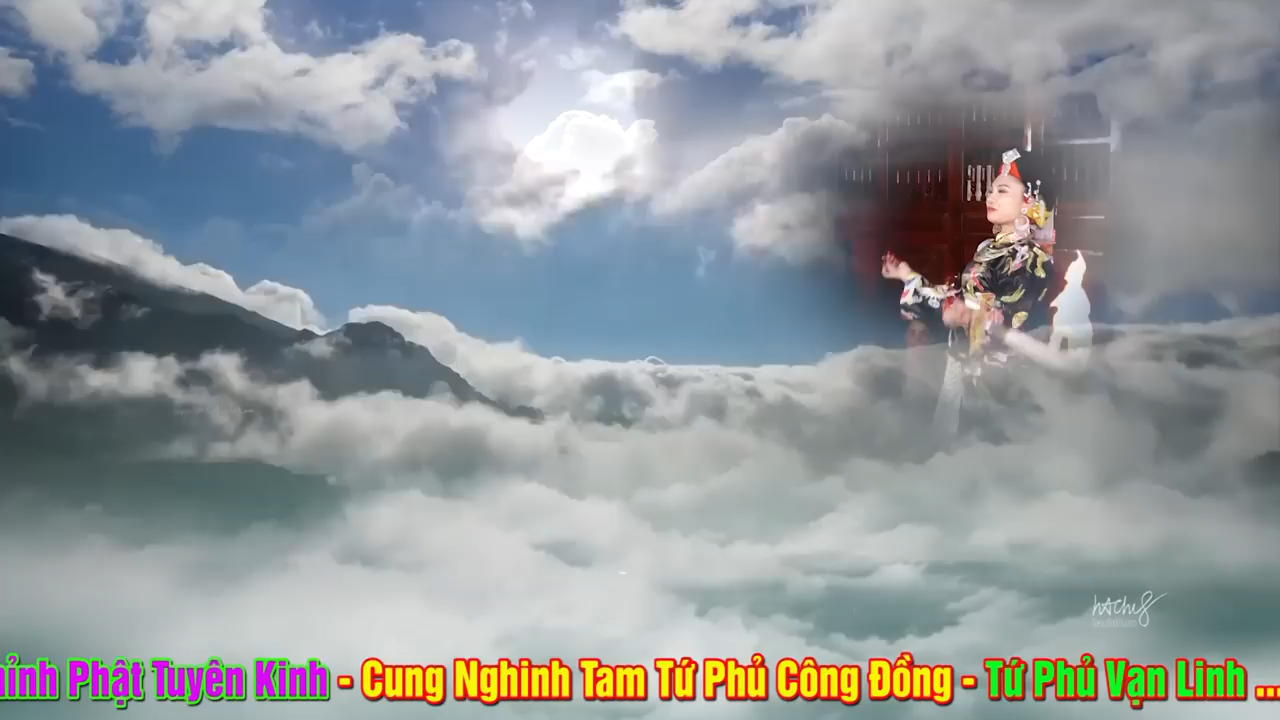 Phật Tuyên Kinh - Cung Nghinh Tam Tứ Phủ Công Đồng - Tứ Phủ Vạn Linh ...